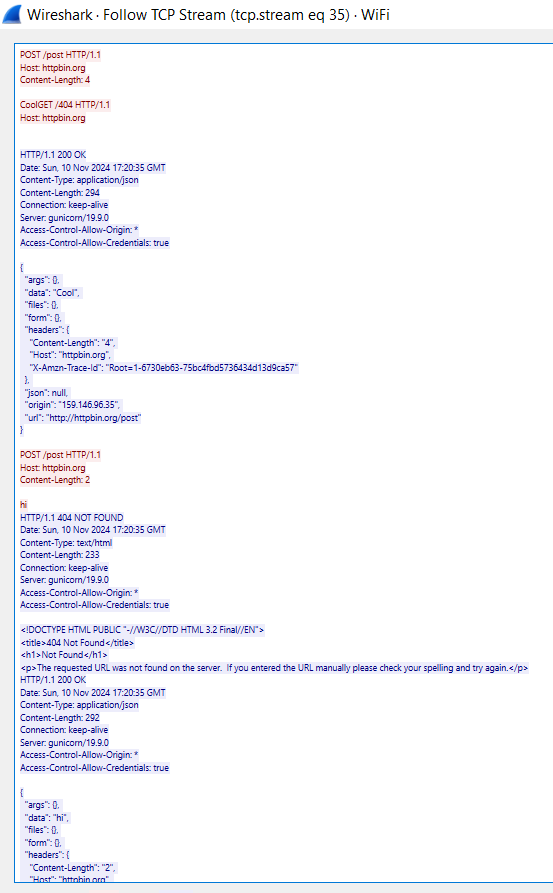 Wireshark · Follow TCP Stream (tcp.stream eq 35) · WiFi
POST /post HTTP/1.1
Host: httpbin.org
Content-Length: 4
CoolGET /404 HTTP/1.1
Host: httpbin.org
HTTP/1.1 200 OK
Date: Sun, 10 Nov 2024 17:20:35 GMT
Content-Type: application/json
Content-Length: 294
Connection: keep-alive
Server: gunicorn/19.9.0
Access-Control-Allow-Origin: *
Access-Control-Allow-Credentials: true
{
"args": {},
"data": "Cool",
"files": {},
"form": {},
"headers": {
"Content-Length": "4",
"Host": "httpbin.org",
"X-Amzn-Trace-Id": "Root=1-6730eb63-75bc4fbd5736434d13d9ca57"
},
"json": null,
"origin": "159.146.96.35",
"url": "http://httpbin.org/post"
}
POST /post HTTP/1.1
Host: httpbin.org
Content-Length: 2
hi
HTTP/1.1 404 NOT FOUND
Date: Sun, 10 Nov 2024 17:20:35 GMT
Content-Type: text/html
Content-Length: 233
Connection: keep-alive
Server: gunicorn/19.9.0
Access-Control-Allow-Origin: *
Access-Control-Allow-Credentials: true
<!DOCTYPE HTML PUBLIC "-//W3C//DTD HTML 3.2 Final//EN">
<title>404 Not Found</title>
<h1>Not Found</h1>
<p>The requested URL was not found on the server.  If you entered the URL manually please check your spelling and try again.</p>
HTTP/1.1 200 OK
Date: Sun, 10 Nov 2024 17:20:35 GMT
Content-Type: application/json
Content-Length: 292
Connection: keep-alive
Server: gunicorn/19.9.0
Access-Control-Allow-Origin: *
Access-Control-Allow-Credentials: true
{
"args": {},
"data": "hi",
"files": {},
"form": {},
"headers": {
"Content-Length": "2",
"Host": "httpbin.org"